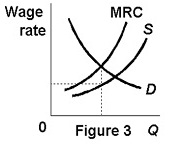 Wage MRC
rate S
D
0 Figure 3 Q